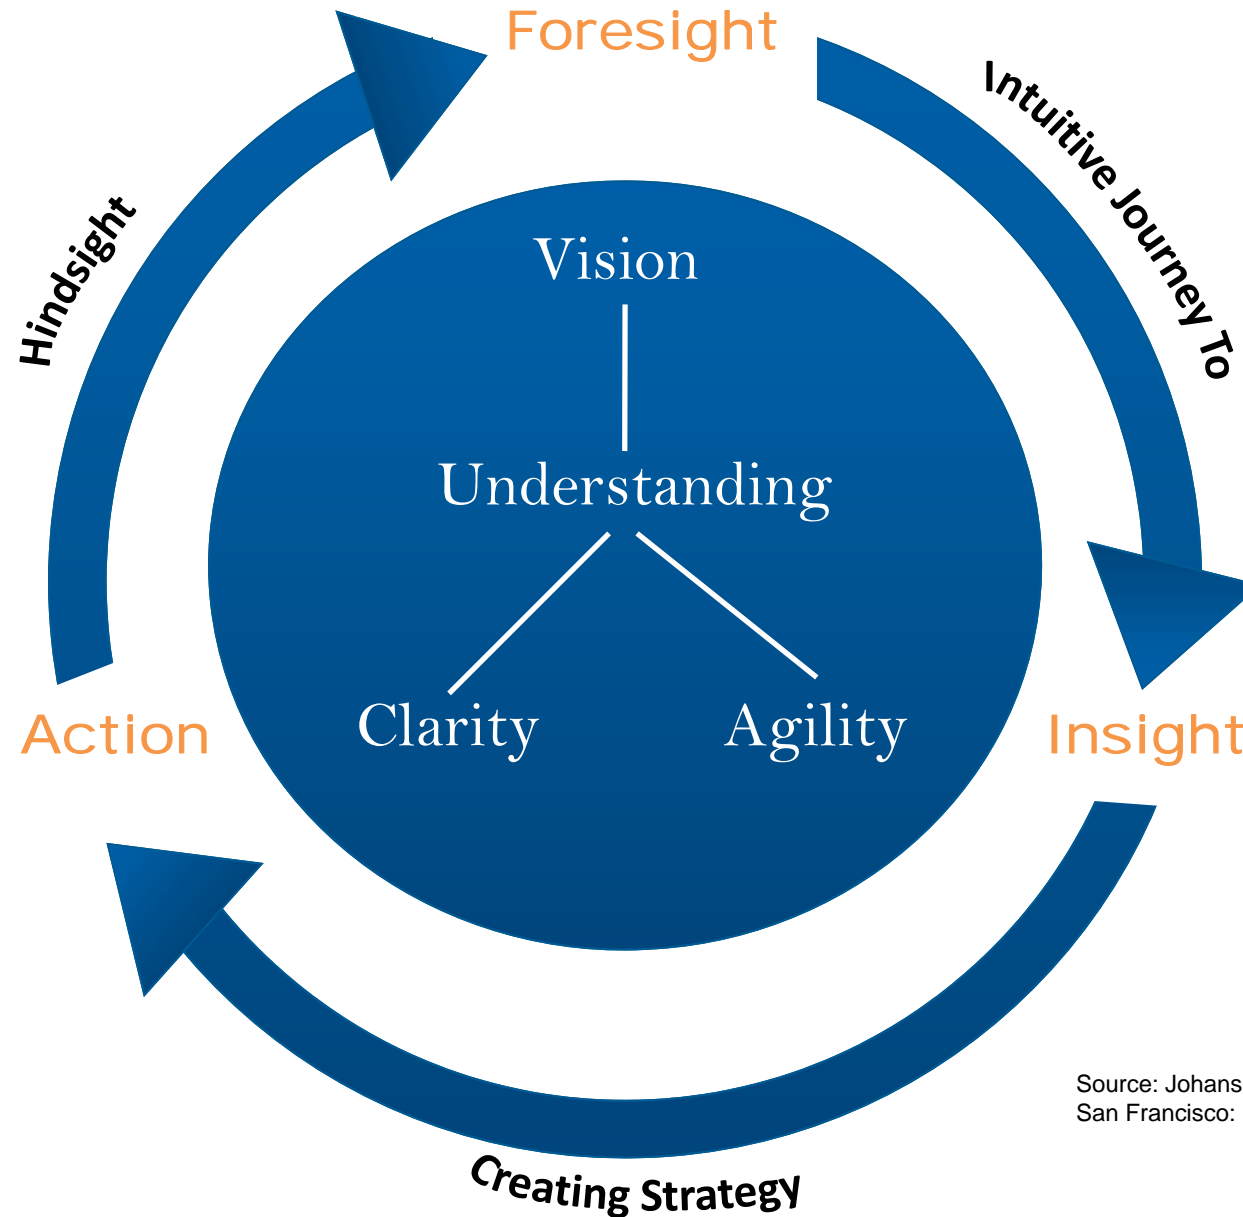 Foresight
Intuitive Journey To
Hindsight
Vision
Understanding
Clarity
Agility
Action
Insight
Source: Johans
San Francisco:
Creating Strategy